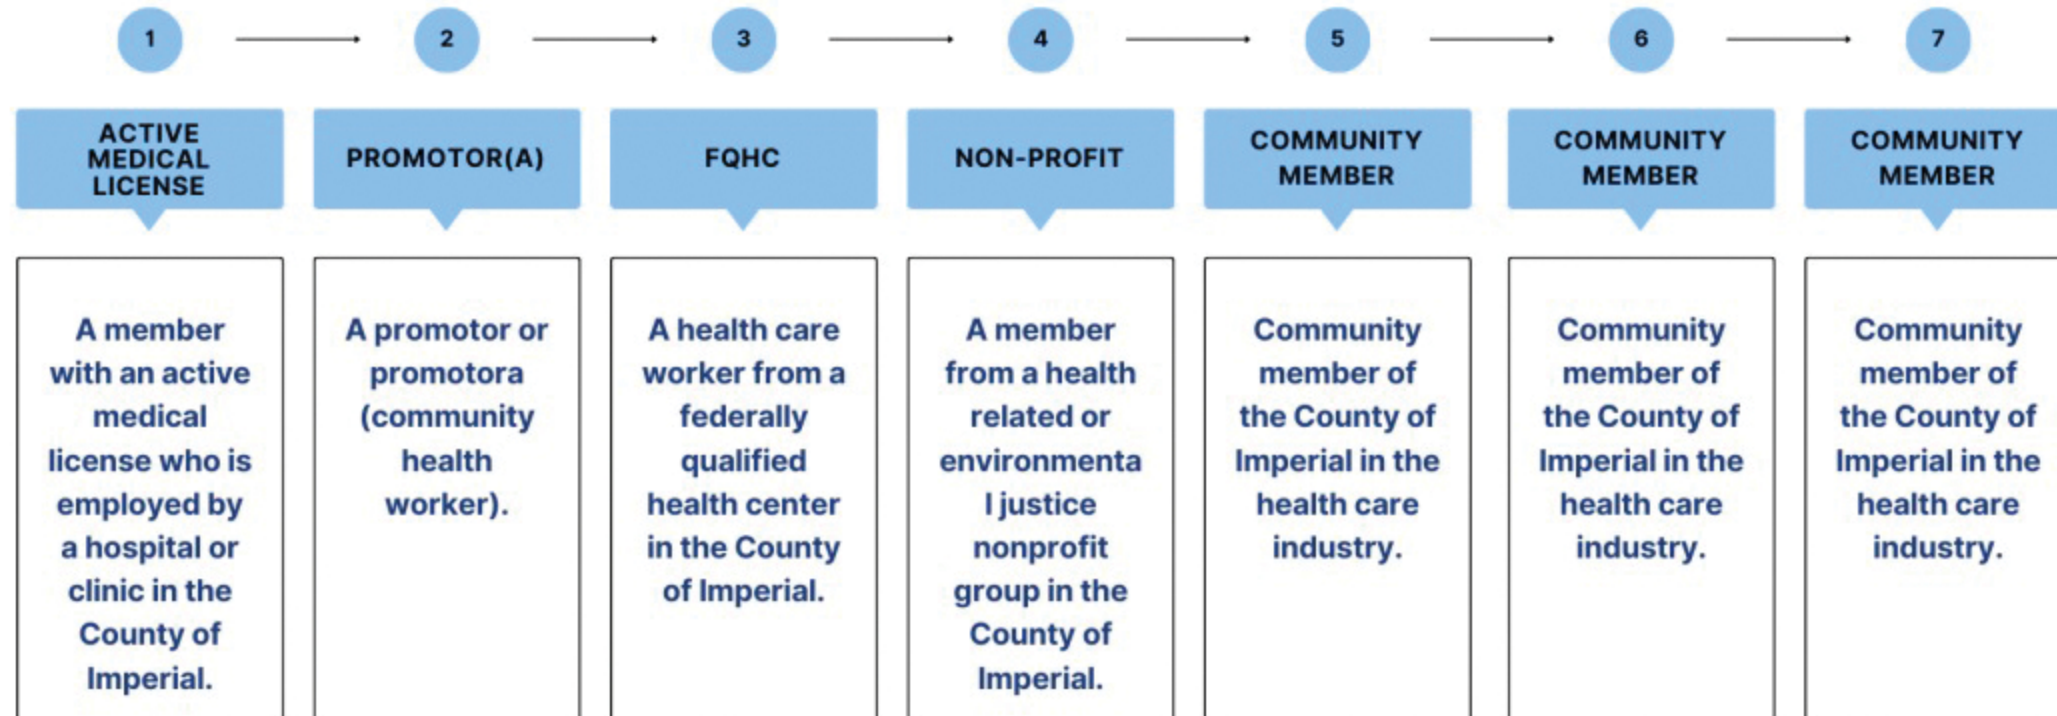 1
2
3
4
5
6
7
ACTIVE
MEDICAL
LICENSE
PROMOTOR(A)
FQHC
NON-PROFIT
COMMUNITY
MEMBER
COMMUNITY
MEMBER
COMMUNITY
MEMBER
A member
with an active
medical
license who is
employed by
a hospital or
clinic in the
County of
Imperial.
A promotor or
promotora
(community
health
worker).
A health care
worker from a
federally
qualified
health center
in the County
of Imperial.
A member
from a health
related or
environmenta
l justice
nonprofit
group in the
County of
Imperial.
Community
member of
the County of
Imperial in the
health care
industry.
Community
member of
the County of
Imperial in the
health care
industry.
Community
member of
the County of
Imperial in the
health care
industry.